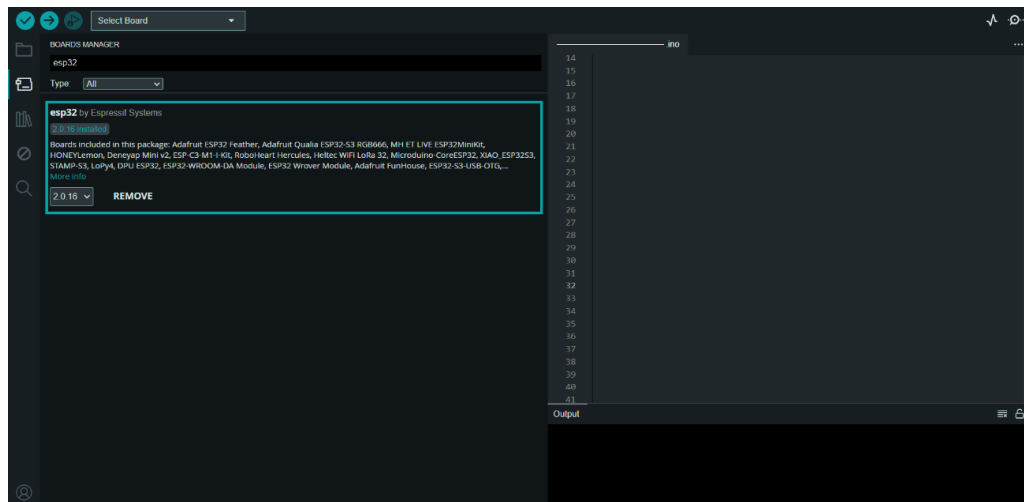 Select Board
BOARDS MANAGER
esp32
Type: All
esp32 by Espressif Systems
2.0.16 installed
Boards included in this package: Adafruit ESP32 Feather, Adafruit Qualia ESP32-S3 RGB666, MH ET LIVE ESP32MiniKit,
HONEYLemon, Deneyap Mini v2, ESP-C3-M1-I-Kit, RoboHeart Hercules, Heltec WiFi LoRa 32, Microduino-CoreESP32, XIAO_ESP32S3,
STAMP-S3, LoPy4, DPU ESP32, ESP32-WROOM-DA Module, ESP32 Wrover Module, Adafruit FunHouse, ESP32-S3-USB-OTG,...
More info
2.0.16 REMOVE
.ino
14
15
16
17
18
19
20
21
22
23
24
25
26
27
28
29
30
31
32
33
34
35
36
37
38
39
40
41
Output